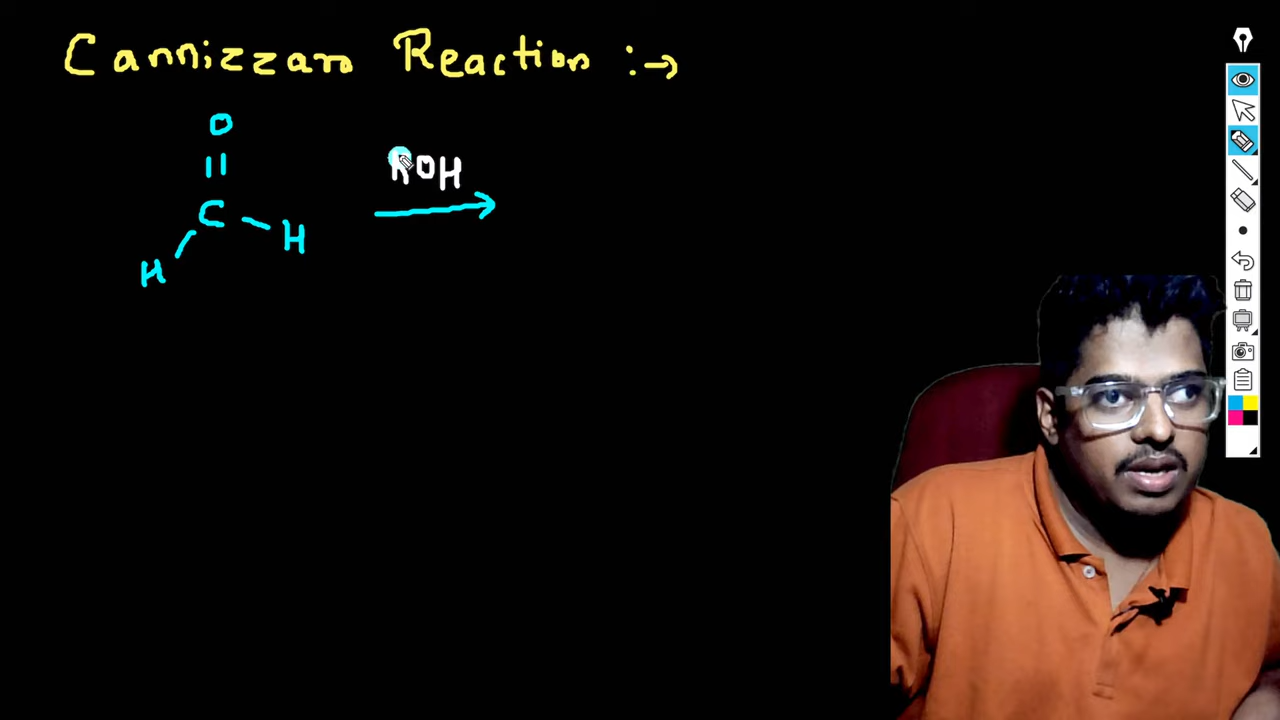 Cannizzaro Reaction :→
O
||
C
H
H
KOH